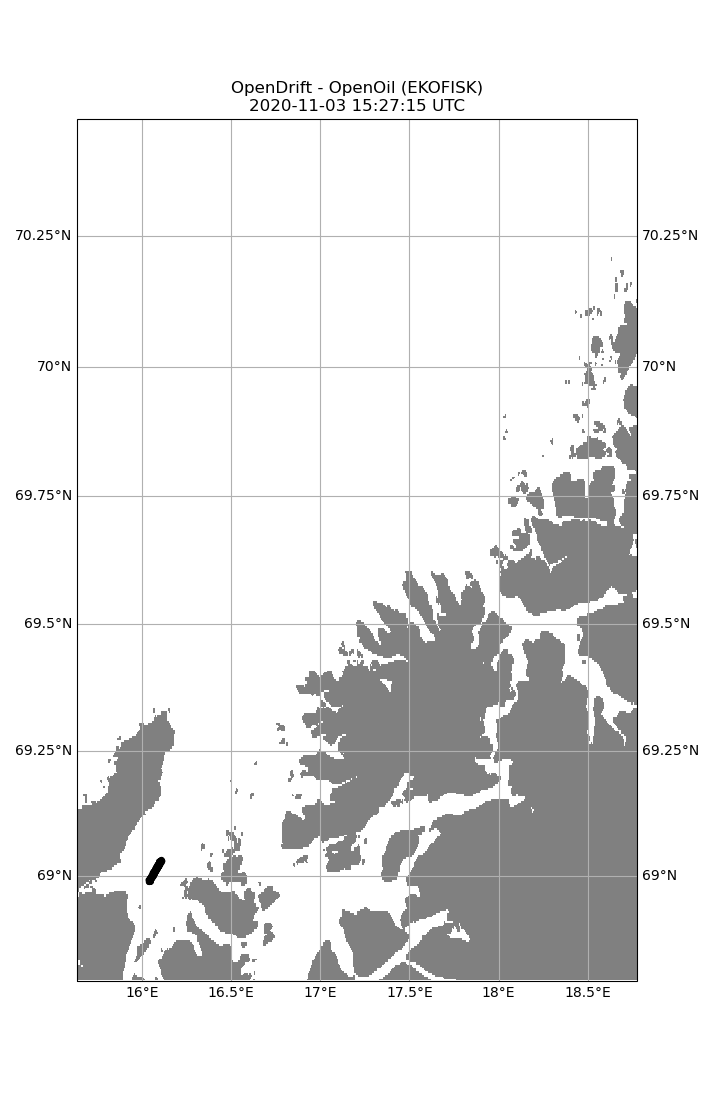 OpenDrift - OpenOil (EKOFISK)
2020-11-03 15:27:15 UTC
70.25°N 70.25°N
70°N 70°N
69.75°N 69.75°N
69.5°N 69.5°N
69.25°N 69.25°N
69°N 69°N
16°E 16.5°E 17°E 17.5°E 18°E 18.5°E